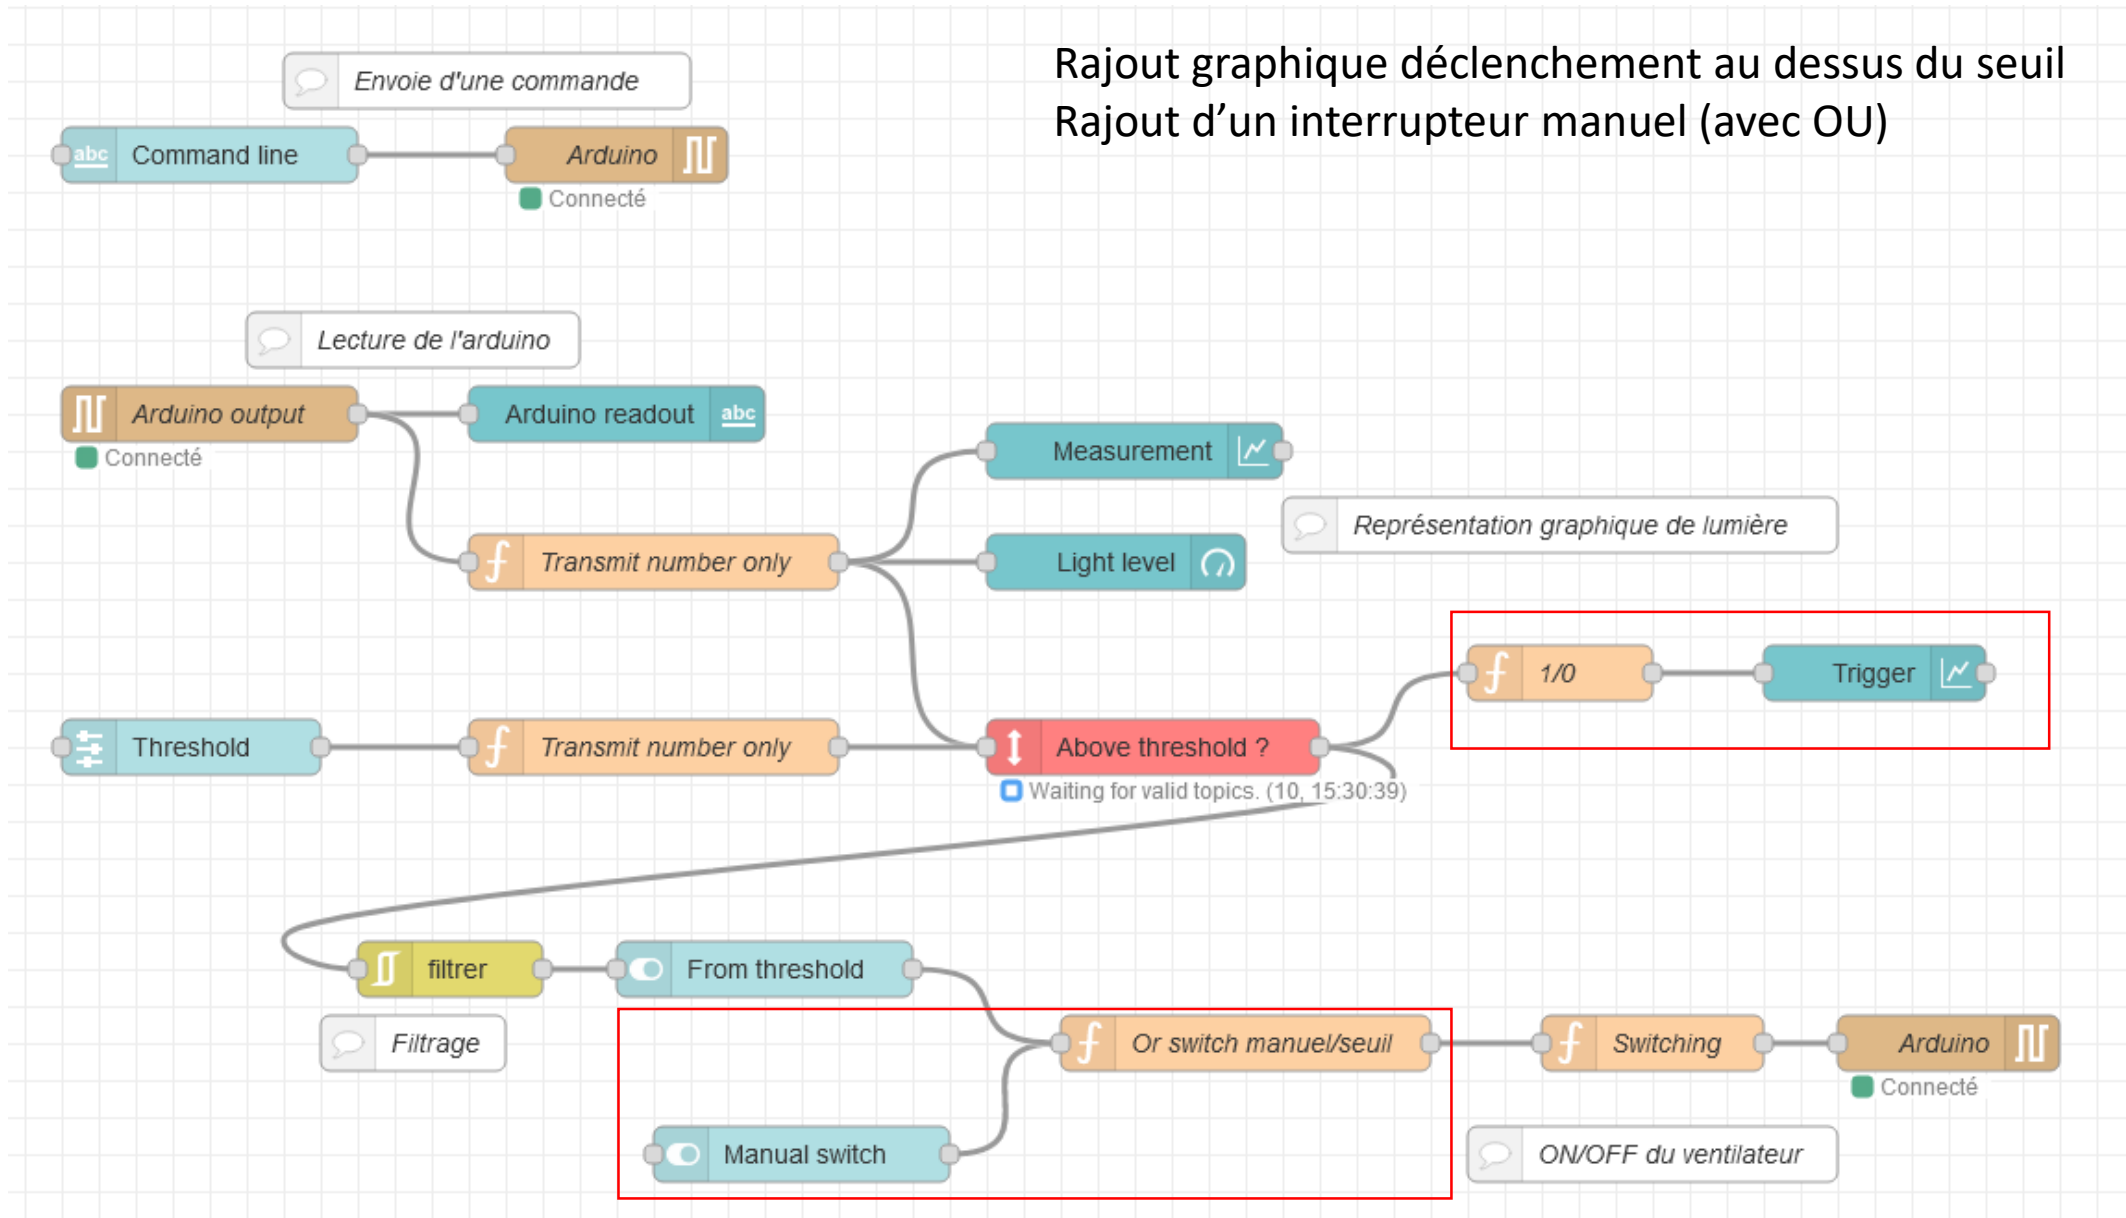 Rajout graphique déclenchement au dessus du seuil
Rajout d’un interrupteur manuel (avec OU)
Envoie d'une commande
abc Command line
Arduino
Connecté
Lecture de l'arduino
Arduino output
Connecté
Arduino readout abc
Measurement
Représentation graphique de lumière
Transmit number only
Light level
1/0
Trigger
Threshold
Transmit number only
Above threshold ?
Waiting for valid topics. (10, 15:30:39)
filtrer
From threshold
Filtrage
Or switch manuel/seuil
Switching
Arduino
Connecté
Manual switch
ON/OFF du ventilateur